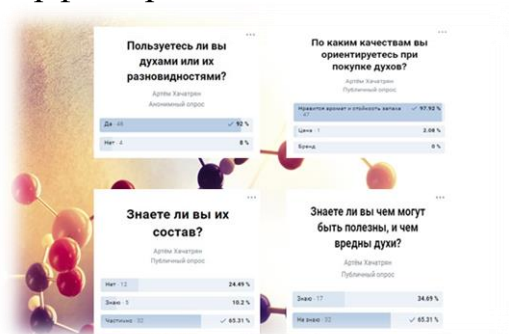 Пользуетесь ли вы
духами или их
разновидностями?
Артём Хачатрян
Анонимный опрос
Да · 46
92 %
Нет · 4
8 %
По каким качествам вы
ориентируетесь при
покупке духов?
Артём Хачатрян
Публичный опрос
Нравится аромат и стойкость запаха ·
47
97.92 %
Цена · 1
2.08 %
Бренд
0 %
Знаете ли вы их
состав?
Артём Хачатрян
Публичный опрос
Нет · 12
24.49 %
Знаю · 5
10.2 %
Частично · 32
65.31 %
Знаете ли вы чем могут
быть полезны, и чем
вредны духи?
Артём Хачатрян
Публичный опрос
Знаю · 17
34.69 %
Не знаю · 32
65.31 %